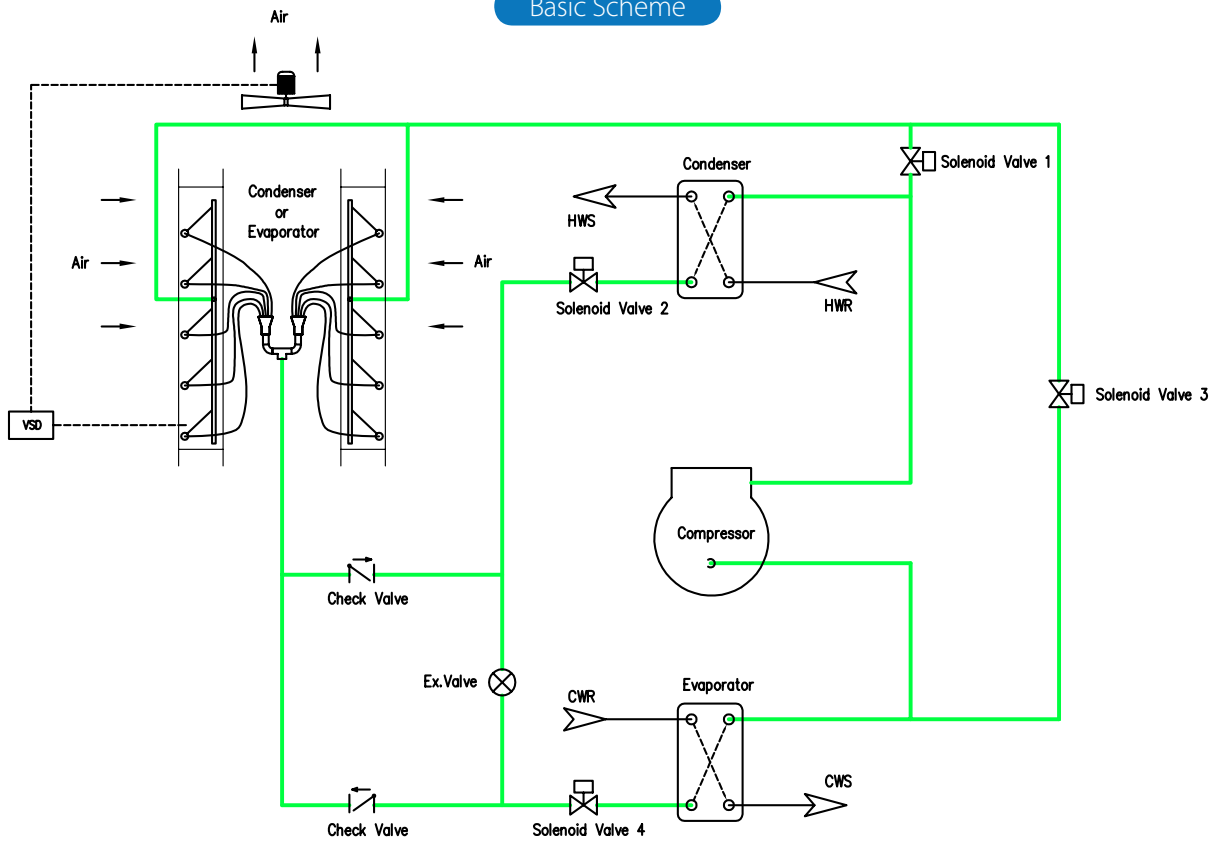 Basic Scheme
Air
Condenser
or
Evaporator
Air
Air
VSD
Condenser
HWS
HWR
Solenoid Valve 1
Solenoid Valve 2
Solenoid Valve 3
Compressor
Check Valve
Ex.Valve
Evaporator
CWR
CWS
Check Valve
Solenoid Valve 4